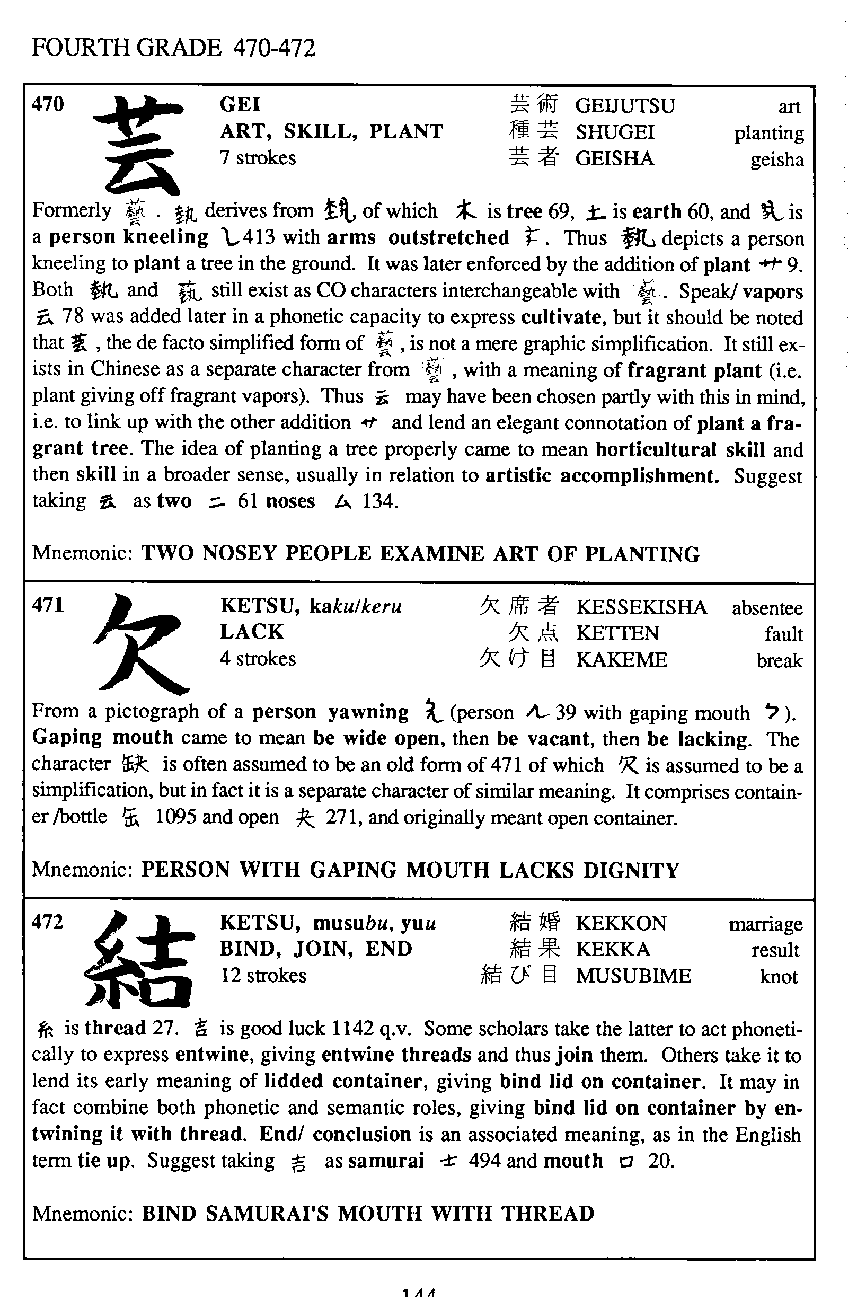 FOURTH GRADE 470-472
470 芸 GEI 芸術 GEIJUTSU art
ART, SKILL, PLANT 種芸 SHUGEI planting
7 strokes 芸者 GEISHA geisha
Formerly 藝. 埶 derives from of which 木 is tree 69, 土 is earth 60, and 丮 is
a person kneeling 413 with arms outstretched. Thus depicts a person
kneeling to plant a tree in the ground. It was later enforced by the addition of plant 艹 9.
Both and still exist as CO characters interchangeable with 藝. Speak/ vapors
云 78 was added later in a phonetic capacity to express cultivate, but it should be noted
that 芸, the de facto simplified form of 藝, is not a mere graphic simplification. It still ex-
ists in Chinese as a separate character from 藝, with a meaning of fragrant plant (i.e.
plant giving off fragrant vapors). Thus 云 may have been chosen partly with this in mind,
i.e. to link up with the other addition 艹 and lend an elegant connotation of plant a fra-
grant tree. The idea of planting a tree properly came to mean horticultural skill and
then skill in a broader sense, usually in relation to artistic accomplishment. Suggest
taking 云 as two 二 61 noses ム 134.
Mnemonic: TWO NOSEY PEOPLE EXAMINE ART OF PLANTING
471 欠 KETSU, kaku/keru 欠席者 KESSEKISHA absentee
LACK 欠点 KETTEN fault
4 strokes 欠け目 KAKEME break
From a pictograph of a person yawning (person 39 with gaping mouth).
Gaping mouth came to mean be wide open, then be vacant, then be lacking. The
character 缺 is often assumed to be an old form of 471 of which 欠 is assumed to be a
simplification, but in fact it is a separate character of similar meaning. It comprises contain-
er /bottle 缶 1095 and open 夬 271, and originally meant open container.
Mnemonic: PERSON WITH GAPING MOUTH LACKS DIGNITY
472 結 KETSU, musubu, yuu 結婚 KEKKON marriage
BIND, JOIN, END 結果 KEKKA result
12 strokes 結び目 MUSUBIME knot
糸 is thread 27. 吉 is good luck 1142 q.v. Some scholars take the latter to act phoneti-
cally to express entwine, giving entwine threads and thus join them. Others take it to
lend its early meaning of lidded container, giving bind lid on container. It may in
fact combine both phonetic and semantic roles, giving bind lid on container by en-
twining it with thread. End/ conclusion is an associated meaning, as in the English
term tie up. Suggest taking 吉 as samurai 士 494 and mouth 口 20.
Mnemonic: BIND SAMURAI'S MOUTH WITH THREAD
144